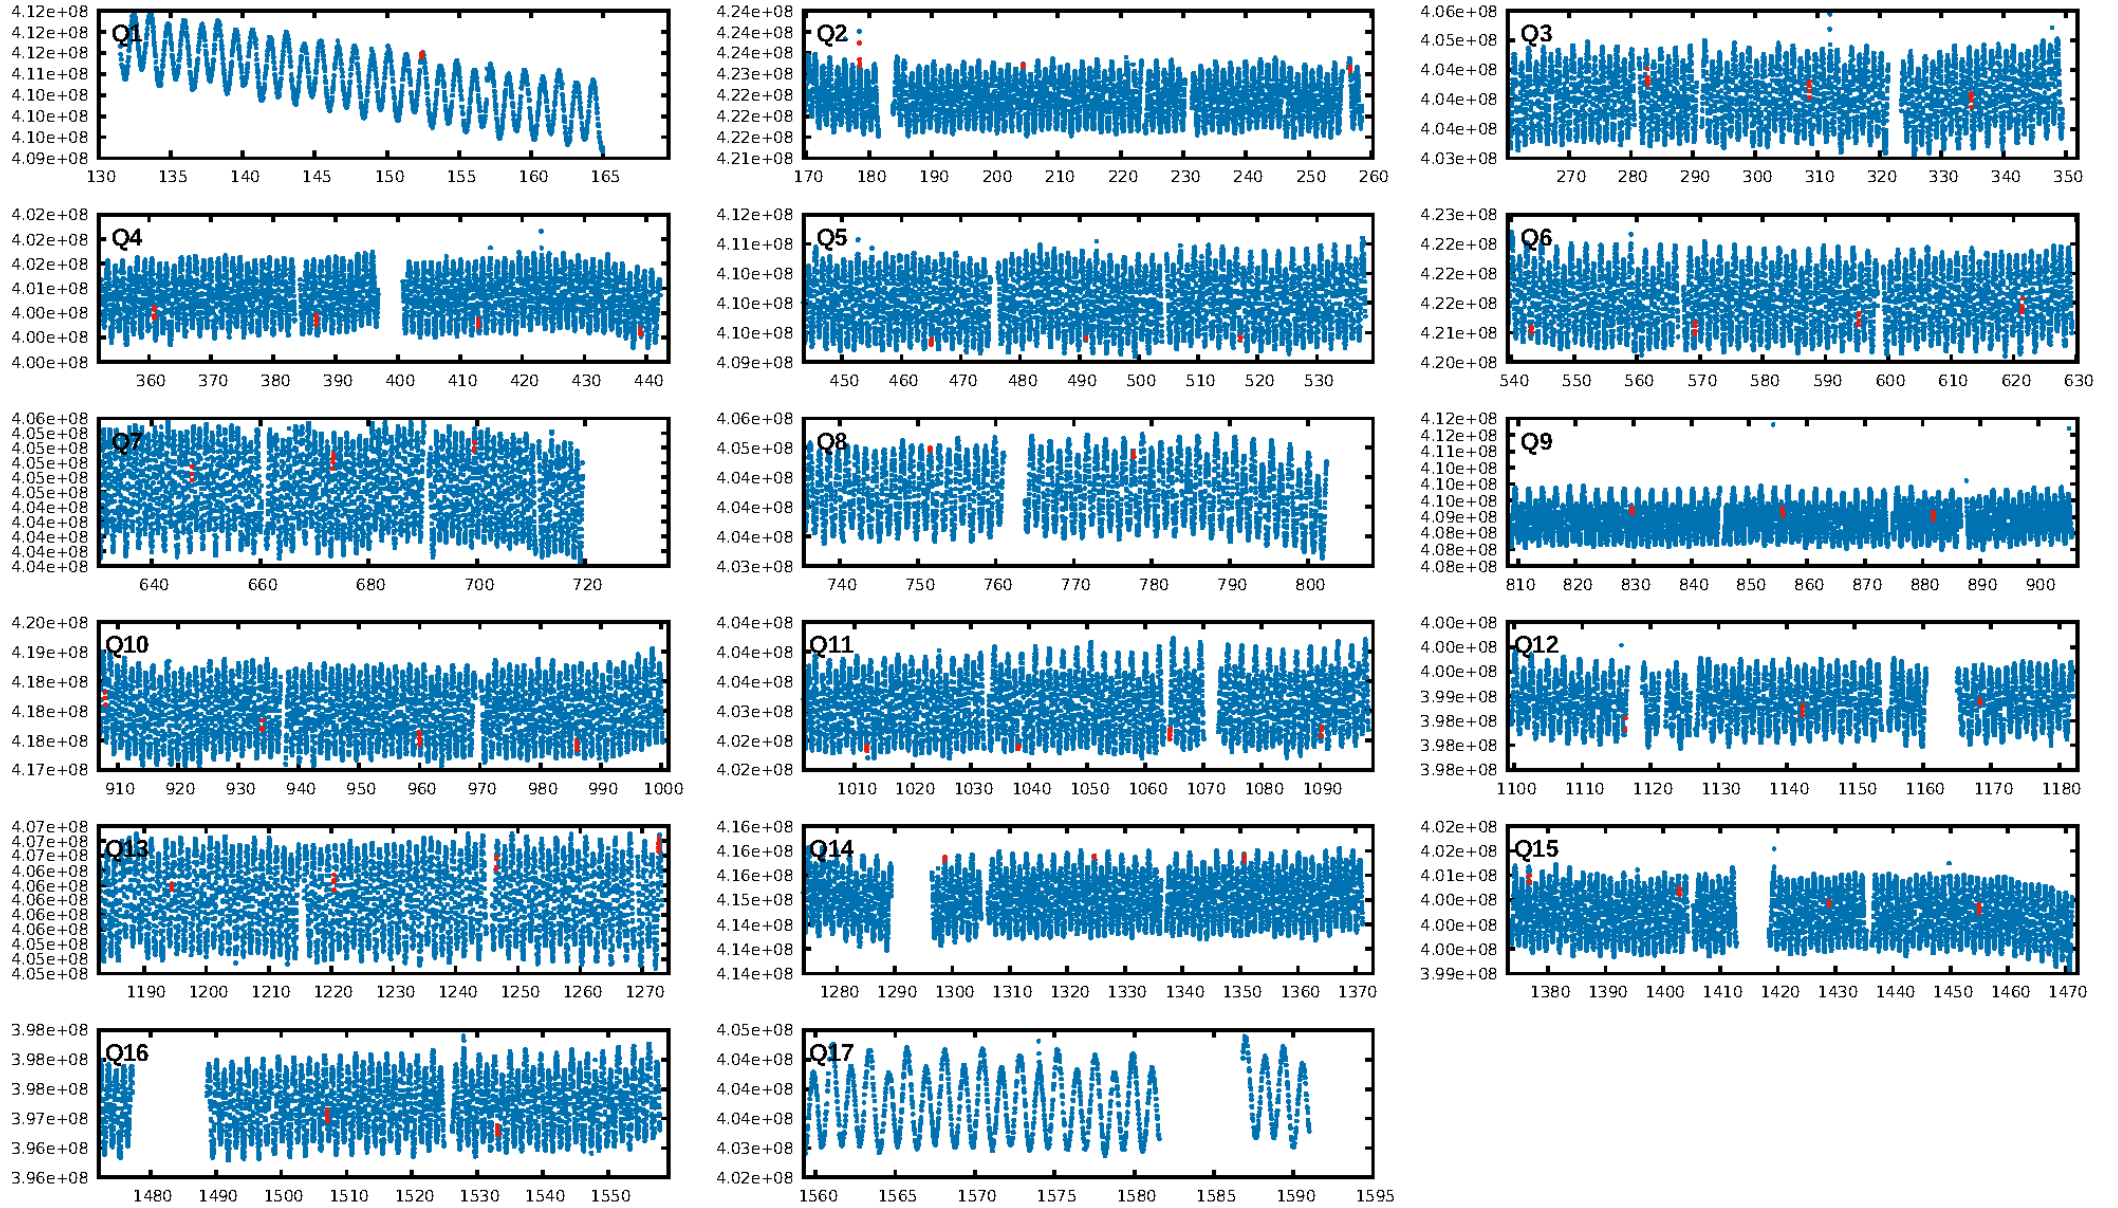 4.12e+08 4.12e+08 4.11e+08 4.10e+08 4.10e+08 4.10e+08 4.09e+08
Q1
130 135 140 145 150 155 160 165
4.24e+08 4.24e+08 4.23e+08 4.23e+08 4.22e+08 4.22e+08 4.22e+08 4.21e+08
Q2
170 180 190 200 210 220 230 240 250 260
4.06e+08 4.05e+08 4.04e+08 4.04e+08 4.04e+08 4.03e+08
Q3
270 280 290 300 310 320 330 340 350
4.02e+08 4.02e+08 4.02e+08 4.01e+08 4.00e+08 4.00e+08 4.00e+08
Q4
360 370 380 390 400 410 420 430 440
4.12e+08 4.11e+08 4.10e+08 4.10e+08 4.10e+08 4.09e+08
Q5
450 460 470 480 490 500 510 520 530
4.23e+08 4.22e+08 4.22e+08 4.22e+08 4.21e+08 4.20e+08
Q6
540 550 560 570 580 590 600 610 620 630
4.06e+08 4.05e+08 4.05e+08 4.05e+08 4.05e+08 4.05e+08 4.04e+08 4.04e+08 4.04e+08 4.04e+08 4.04e+08
Q7
640 660 680 700 720
4.06e+08 4.05e+08 4.04e+08 4.04e+08 4.04e+08 4.03e+08
Q8
740 750 760 770 780 790 800
4.12e+08 4.12e+08 4.11e+08 4.10e+08 4.10e+08 4.10e+08 4.09e+08 4.08e+08 4.08e+08 4.08e+08
Q9
810 820 830 840 850 860 870 880 890 900
4.20e+08 4.19e+08 4.18e+08 4.18e+08 4.18e+08 4.17e+08
Q10
910 920 930 940 950 960 970 980 990 1000
4.04e+08 4.04e+08 4.04e+08 4.03e+08 4.02e+08 4.02e+08
Q11
1010 1020 1030 1040 1050 1060 1070 1080 1090
4.00e+08 4.00e+08 4.00e+08 3.99e+08 3.98e+08 3.98e+08 3.98e+08
Q12
1100 1110 1120 1130 1140 1150 1160 1170 1180
4.07e+08 4.07e+08 4.07e+08 4.06e+08 4.06e+08 4.06e+08 4.06e+08 4.06e+08 4.05e+08 4.05e+08 4.05e+08
Q13
1190 1200 1210 1220 1230 1240 1250 1260 1270
4.16e+08 4.16e+08 4.16e+08 4.15e+08 4.14e+08 4.14e+08 4.14e+08
Q14
1280 1290 1300 1310 1320 1330 1340 1350 1360 1370
4.02e+08 4.02e+08 4.01e+08 4.00e+08 4.00e+08 4.00e+08 3.99e+08
Q15
1380 1390 1400 1410 1420 1430 1440 1450 1460 1470
3.98e+08 3.98e+08 3.98e+08 3.97e+08 3.96e+08 3.96e+08
Q16
1480 1490 1500 1510 1520 1530 1540 1550
4.05e+08 4.04e+08 4.04e+08 4.04e+08 4.03e+08 4.02e+08
Q17
1560 1565 1570 1575 1580 1585 1590 1595